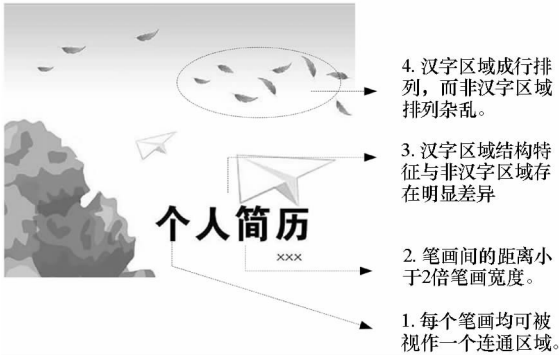 4. 汉字区域成行排
列，而非汉字区域
排列杂乱。
3. 汉字区域结构特
征与非汉字区域存
在明显差异
个人简历
×××
2. 笔画间的距离小
于2倍笔画宽度。
1. 每个笔画均可被
视作一个连通区域。